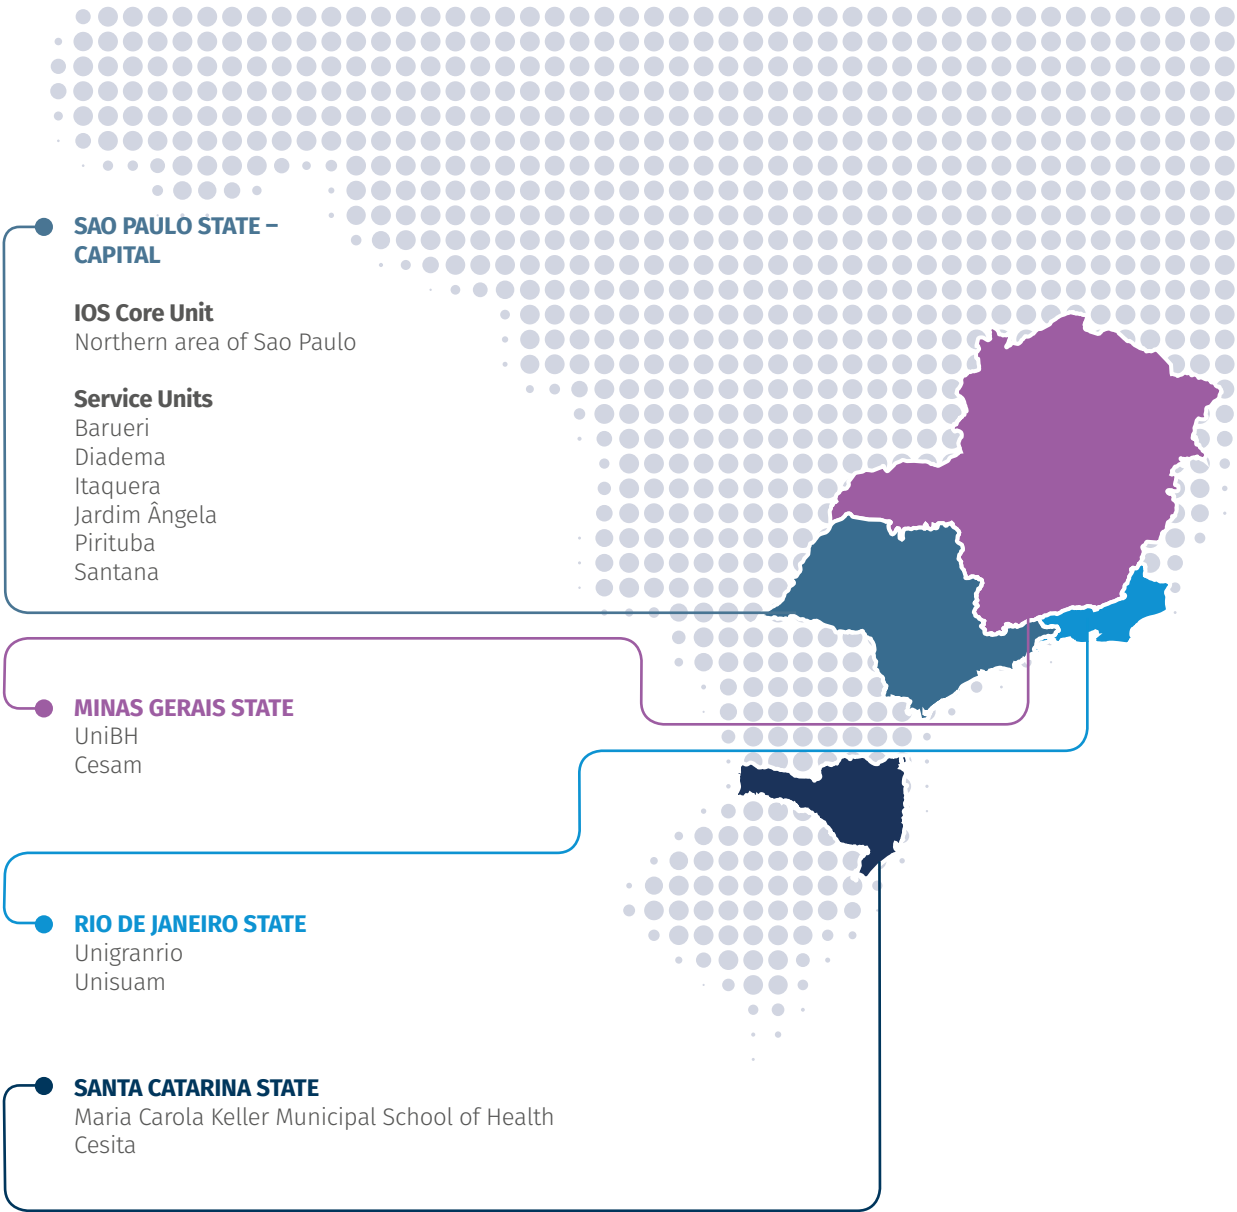 SAO PAULO STATE –
CAPITAL
IOS Core Unit
Northern area of Sao Paulo
Service Units
Barueri
Diadema
Itaquera
Jardim Ângela
Pirituba
Santana
MINAS GERAIS STATE
UniBH
Cesam
RIO DE JANEIRO STATE
Unigranrio
Unisuam
SANTA CATARINA STATE
Maria Carola Keller Municipal School of Health
Cesita